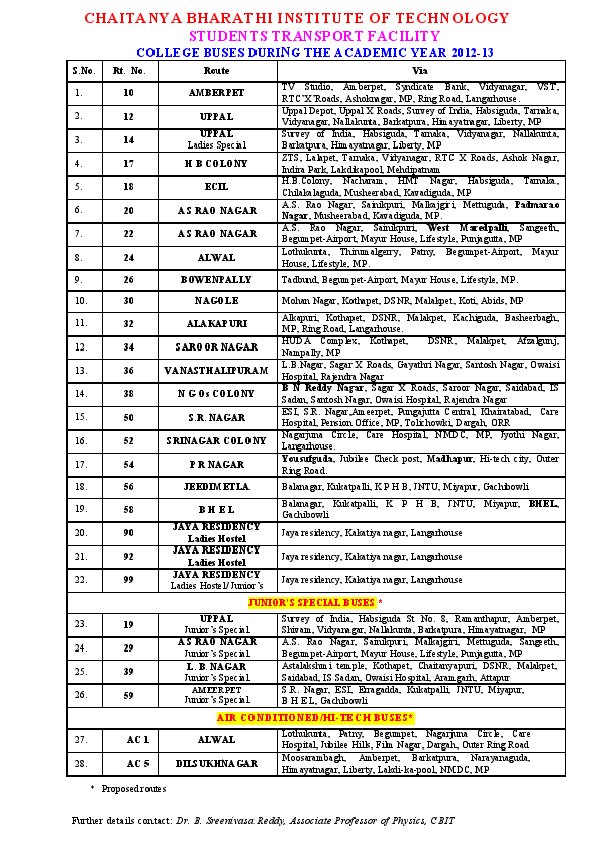 CHAITANYA BHARATHI INSTITUTE OF TECHNOLOGY
STUDENTS TRANSPORT FACILITY
COLLEGE BUSES DURING THE ACADEMIC YEAR 2012-13
S.No. Rt. No. Route Via
1. 10 AMBERPET TV Studio, Amberpet, Syndicate Bank, Vidyanagar, VST,
RTC"X"Roads, Ashoknagar, MP, Ring Road, Langarhouse.
2. 12 UPPAL Uppal Depot, Uppal X Roads, Survey of India, Habsiguda, Tarnaka,
Vidyanagar, Nallakunta, Barkatpura, Himayatnagar, Liberty, MP
3. 14 UPPAL Survey of India, Habsiguda, Tarnaka, Vidyanagar, Nallakunta,
Ladies Special Barkatpura, Himayatnagar, Liberty, MP
4. 17 H B COLONY ZTS, Lalapet, Tarnaka, Vidyanagar, RTC X Roads, Ashok Nagar,
Indira Park, Lakdikapool, Mehdipatnam
5. 18 ECIL H.B.Colony, Nacharam, HMT Nagar, Habsiguda, Tarnaka,
Chilakalaguda, Musheerabad, Kavadiguda, MP
6. 20 A S RAO NAGAR A.S. Rao Nagar, Sainikpuri, Malkajgiri, Mettuguda, Padmarao
Nagar, Musheerabad, Kavadiguda, MP.
7. 22 A S RAO NAGAR A.S. Rao Nagar, Sainikpuri, West Maredpalli, Sangeeth,
Begumpet-Airport, Mayur House, Lifestyle, Punjagutta, MP
8. 24 ALWAL Lothukunta, Thirumalgerry, Patny, Begumpet-Airport, Mayur
House, Lifestyle, MP.
9. 26 BOWENPALLY Tadbund, Begumpet-Airport, Mayur House, Lifestyle, MP.
10. 30 NAGOLE Mohan Nagar, Kothapet, DSNR, Malakpet, Koti, Abids, MP
11. 32 ALAKAPURI Alkapuri, Kothapet, DSNR, Malakpet, Kachiguda, Basheerbagh,
MP, Ring Road, Langarhouse.
12. 34 SAROOR NAGAR HUDA Complex, Kothapet, DSNR, Malakpet, Afzalgunj,
Nampally, MP
13. 36 VANASTHALIPURAM L.B.Nagar, Sagar X Roads, Gayathri Nagar, Santosh Nagar, Owaisi
Hospital, Rajendra Nagar
14. 38 N G Os COLONY B N Reddy Nagar, Sagar X Roads, Saroor Nagar, Saidabad, IS
Sadan, Santosh Nagar, Owaisi Hospital, Rajendra Nagar
15. 50 S.R. NAGAR ESI, S.R. Nagar,Ameerpet, Pungajutta Central, Khairatabad, Care
Hospital, Pension Office, MP, Tolichowki, Dargah, ORR
16. 52 SRINAGAR COLONY Nagarjuna Circle, Care Hospital, NMDC, MP, Jyothi Nagar,
Langarhouse.
17. 54 P R NAGAR Yousufguda, Jubilee Check post, Madhapur, Hi-tech city, Outer
Ring Road.
18. 56 JEEDIMETLA Balanagar, Kukatpalli, K P H B, JNTU, Miyapur, Gachibowli
19. 58 B H E L Balanagar, Kukatpalli, K P H B, JNTU, Miyapur, BHEL,
Gachibowli
20. 90 JAYA RESIDENCY Jaya residency, Kakatiya nagar, Langarhouse
Ladies Hostel
21. 92 JAYA RESIDENCY Jaya residency, Kakatiya nagar, Langarhouse
Ladies Hostel
22. 99 JAYA RESIDENCY Jaya residency, Kakatiya nagar, Langarhouse
Ladies Hostel/ Junior's
JUNIOR'S SPECIAL BUSES *
23. 19 UPPAL Survey of India, Habsiguda St No. 8, Ramanthapur, Amberpet,
Junior's Special Shivam, Vidyanagar, Nallakunta, Barkatpura, Himayatnagar, MP
24. 29 A S RAO NAGAR A.S. Rao Nagar, Sainikpuri, Malkajgiri, Mettuguda, Sangeeth,
Junior's Special Begumpet-Airport, Mayur House, Lifestyle, Punjagutta, MP
25. 39 L. B. NAGAR Astalakshmi temple, Kothapet, Chaitanyapuri, DSNR, Malakpet,
Junior's Special Saidabad, IS Sadan, Owaisi Hospital, Aramgarh, Attapur
26. 59 AMEERPET S.R. Nagar, ESI, Erragadda, Kukatpalli, JNTU, Miyapur,
Junior's Special B H E L, Gachibowli
AIR CONDITIONED/HI-TECH BUSES*
27. AC 1 ALWAL Lothukunta, Patny, Begumpet, Nagarjuna Circle, Care
Hospital, Jubilee Hills, Film Nagar, Dargah, Outer Ring Road
28. AC 5 DILSUKHNAGAR Moosarambagh, Amberpet, Barkatpura, Narayanaguda,
Himayatnagar, Liberty, Lakdi-ka-pool, NMDC, MP
* Proposed routes
Further details contact: Dr. B. Sreenivasa Reddy, Associate Professor of Physics, CBIT